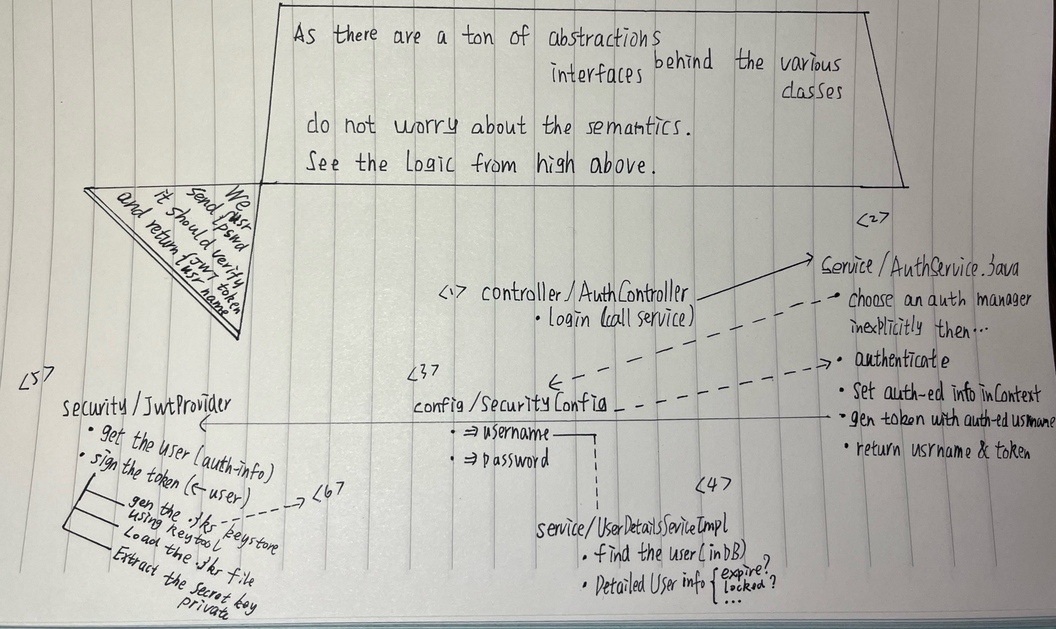 As there are a ton of abstractions
interfaces behind the various
classes
do not worry about the semantics.
See the logic from high above.
We
send {usr
pswd
it should verify
and return {JWT token
usr name
<1> controller/AuthController
• login (call service)
<2>
Service/AuthService.java
• choose an auth manager
inexplicitly then...
• authenticate
• Set auth-ed info in Context
• gen token with auth-ed usrname
• return usrname & token
<3>
config/SecurityConfig
• ⇒ username
• ⇒ password
<4>
service/UserDetailsSeviceImpl
• find the user (in DB)
• Detailed User info { expire?
locked?
...
<5>
security/JwtProvider
• get the user (auth-info)
• sign the token (← user)
gen the .jks-keystore
using keytool
<6>
Load the .jks file
Extract the secret key
private